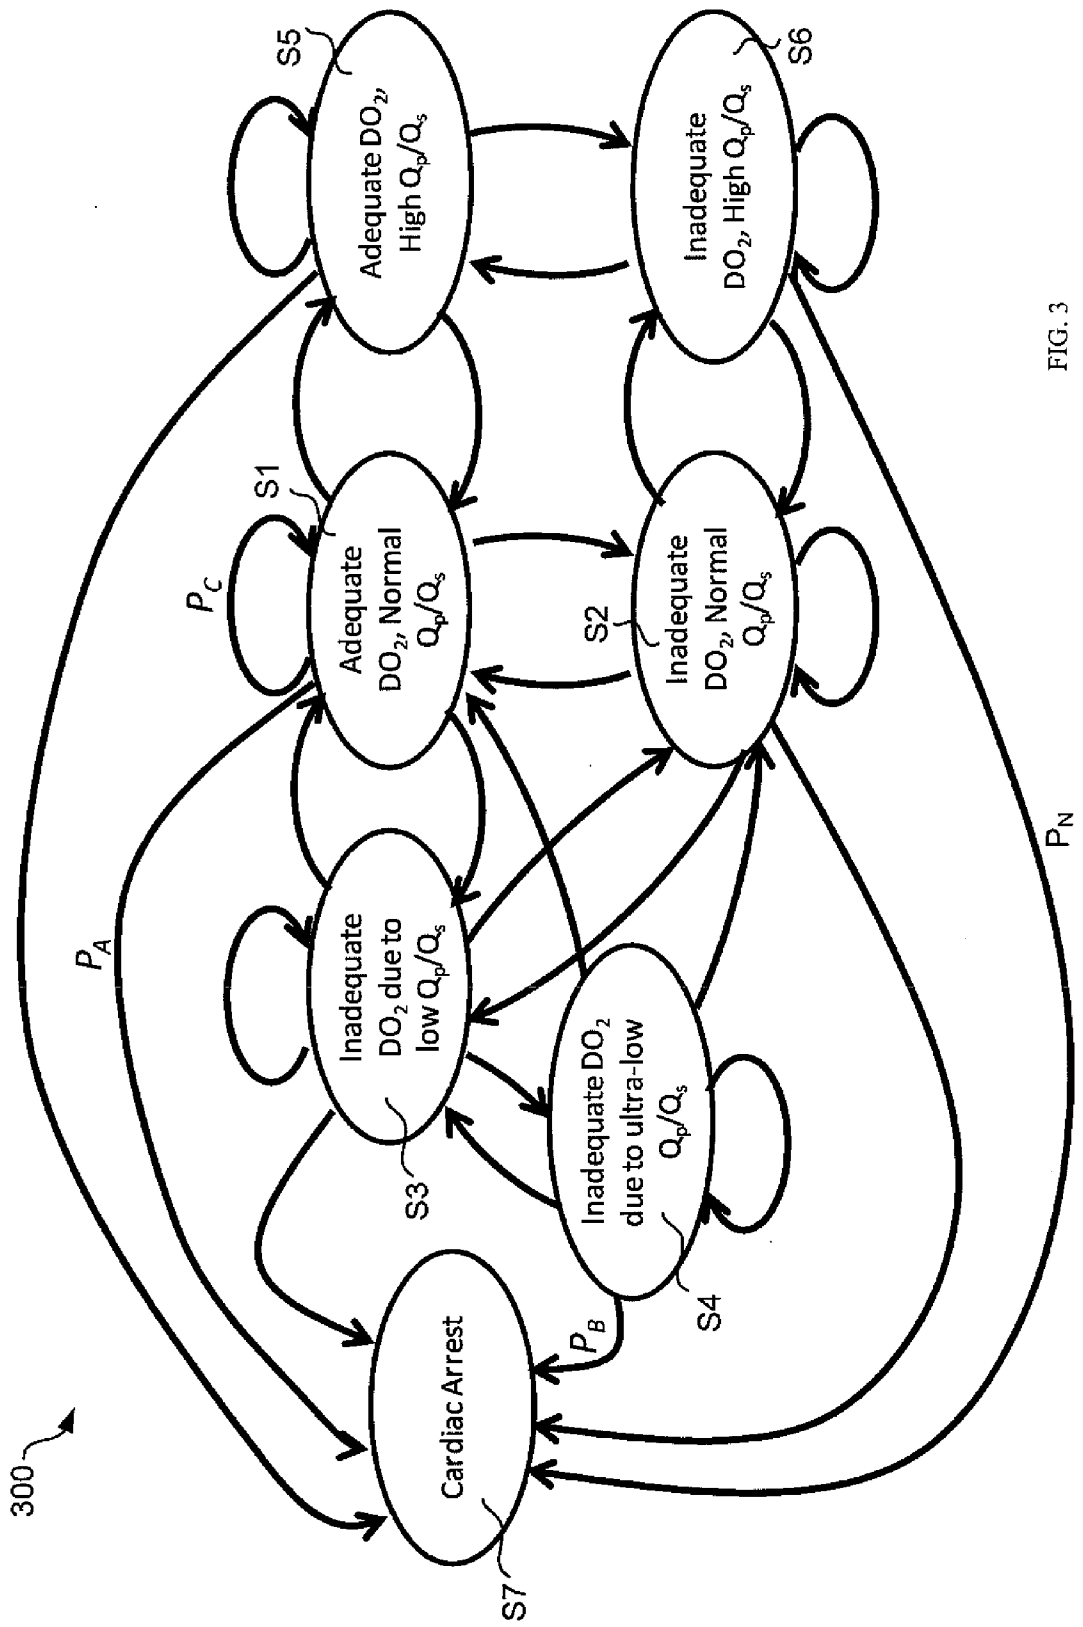 300
S5
Adequate DO2,
High Qp/Qs
S6
Inadequate
DO2, High Qp/Qs
S1
PC
Adequate
DO2, Normal
Qp/Qs
S2
Inadequate
DO2, Normal
Qp/Qs
PA
Inadequate
DO2 due to
low Qp/Qs
S3
Inadequate DO2
due to ultra-low
Qp/Qs
S4
PB
Cardiac Arrest
S7
PN
FIG. 3